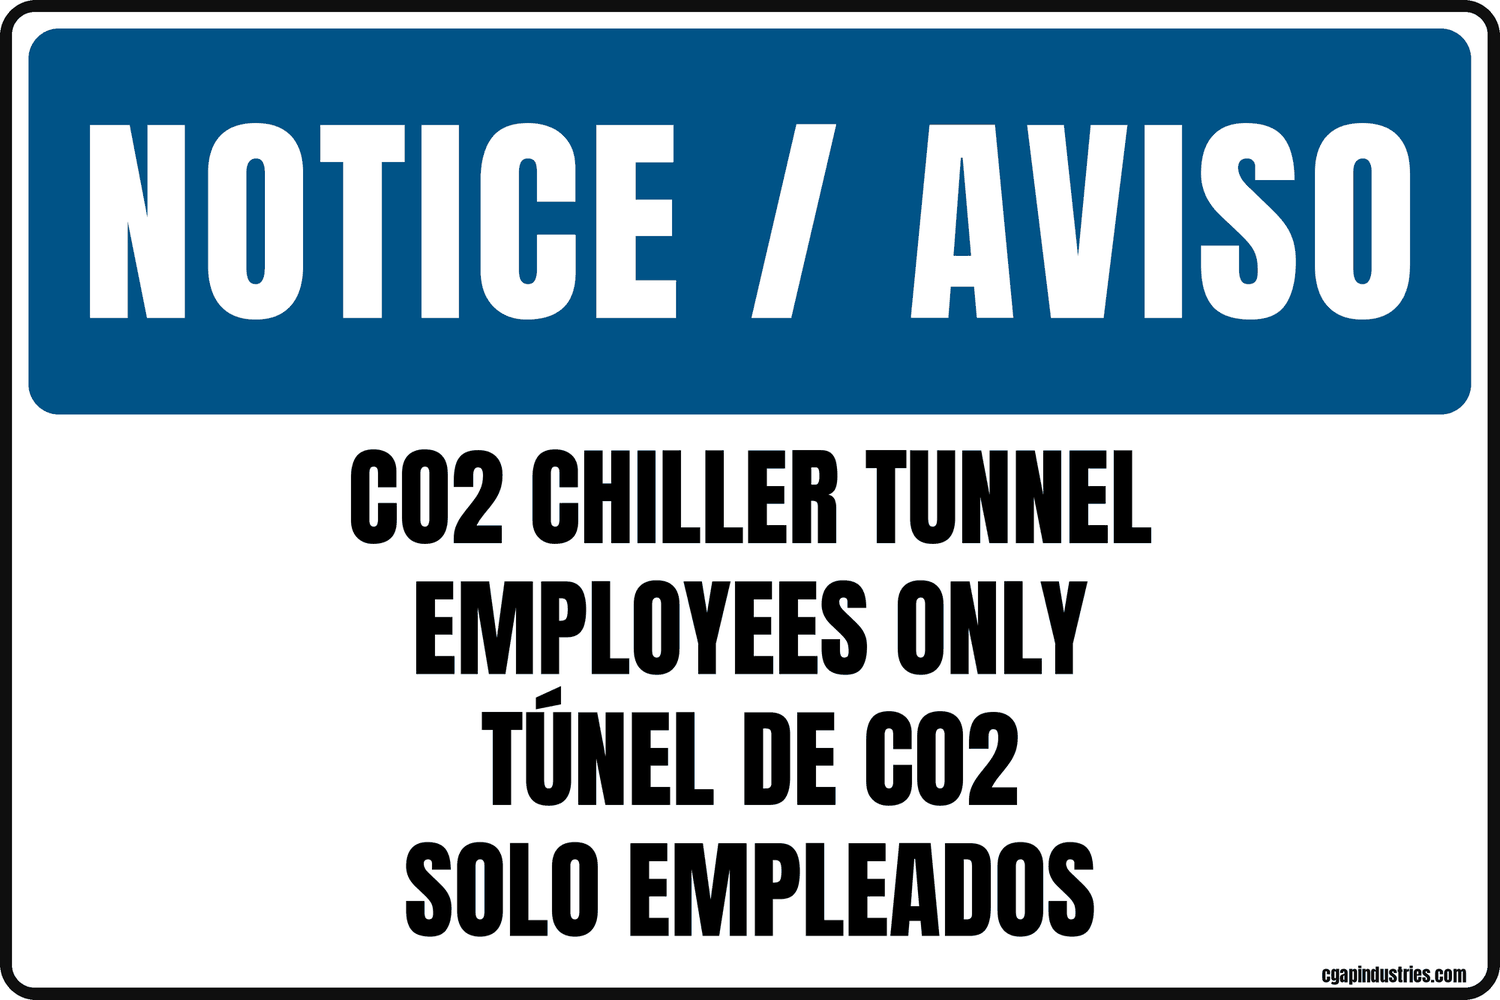 NOTICE / AVISO
CO2 CHILLER TUNNEL
EMPLOYEES ONLY
TÚNEL DE CO2
SOLO EMPLEADOS
cgapindustries.com